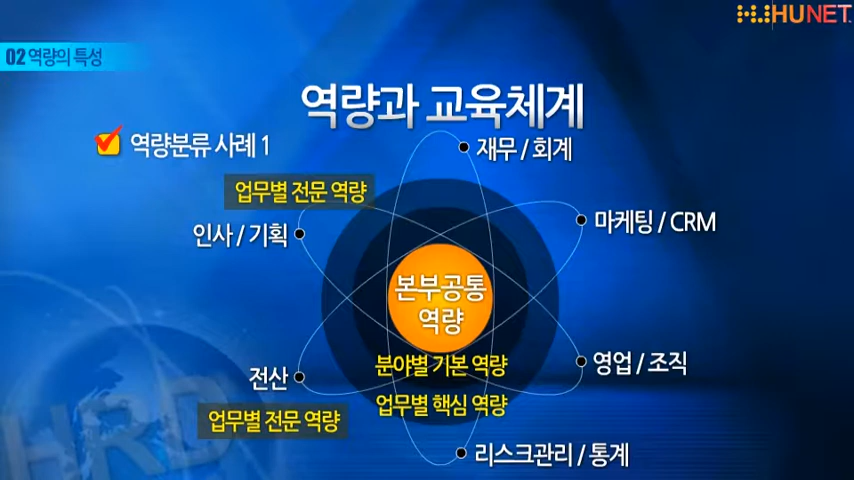 HUNET
02 역량의 특성
역량과 교육체계
역량분류 사례 1
재무 / 회계
업무별 전문 역량
마케팅 / CRM
인사 / 기획
본부공통
역량
분야별 기본 역량
영업 / 조직
전산
업무별 핵심 역량
업무별 전문 역량
리스크관리 / 통계
HRD